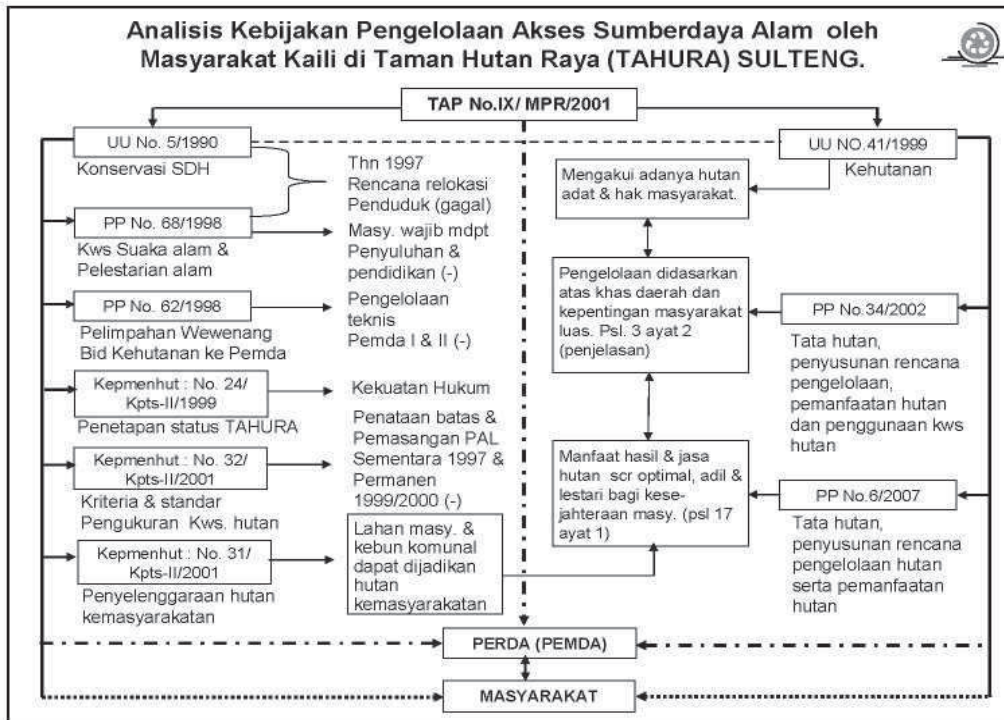 Analisis Kebijakan Pengelolaan Akses Sumberdaya Alam oleh
Masyarakat Kaili di Taman Hutan Raya (TAHURA) SULTENG.
TAP No.IX/ MPR/2001
UU No. 5/1990
Konservasi SDH
Thn 1997
Rencana relokasi
Penduduk (gagal)
PP No. 68/1998
Kws Suaka alam &
Pelestarian alam
Masy. wajib mdpt
Penyuluhan &
pendidikan (-)
PP No. 62/1998
Pelimpahan Wewenang
Bid Kehutanan ke Pemda
Pengelolaan
teknis
Pemda I & II (-)
Kepmenhut : No. 24/
Kpts-II/1999
Penetapan status TAHURA
Kekuatan Hukum
Kepmenhut : No. 32/
Kpts-II/2001
Kriteria & standar
Pengukuran Kws. hutan
Penataan batas &
Pemasangan PAL
Sementara 1997 &
Permanen
1999/2000 (-)
Kepmenhut : No. 31/
Kpts-II/2001
Penyelenggaraan hutan
kemasyarakatan
Lahan masy. &
kebun komunal
dapat dijadikan
hutan
kemasyarakatan
UU NO.41/1999
Kehutanan
Mengakui adanya hutan
adat & hak masyarakat.
Pengelolaan didasarkan
atas khas daerah dan
kepentingan masyarakat
luas. Psl. 3 ayat 2
(penjelasan)
PP No.34/2002
Tata hutan,
penyusunan rencana
pengelolaan,
pemanfaatan hutan
dan penggunaan kws
hutan
Manfaat hasil & jasa
hutan scr optimal, adil &
lestari bagi kese-
jahteraan masy. (psl 17
ayat 1)
PP No.6/2007
Tata hutan,
penyusunan rencana
pengelolaan hutan
serta pemanfaatan
hutan
PERDA (PEMDA)
MASYARAKAT